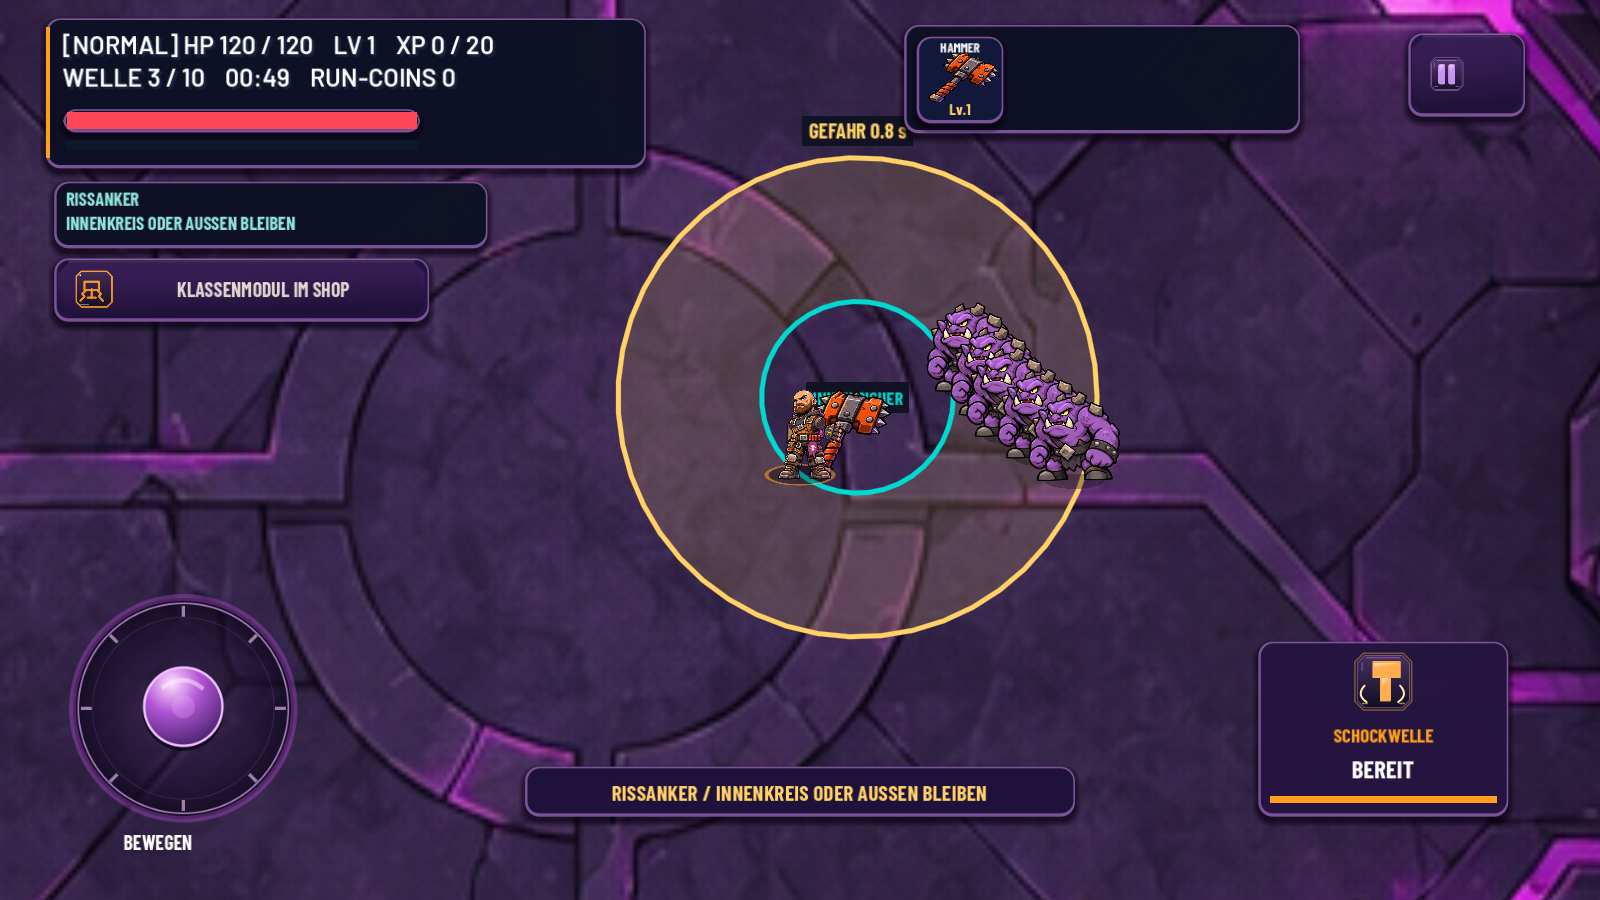 [NORMAL] HP 120 / 120 LV 1 XP 0 / 20
WELLE 3 / 10 00:49 RUN-COINS 0
HAMMER
Lv.1
GEFAHR 0.8 s
RISSANKER
INNENKREIS ODER AUSSEN BLEIBEN
KLASSENMODUL IM SHOP
SCHOCKWELLE
BEREIT
RISSANKER / INNENKREIS ODER AUSSEN BLEIBEN
BEWEGEN